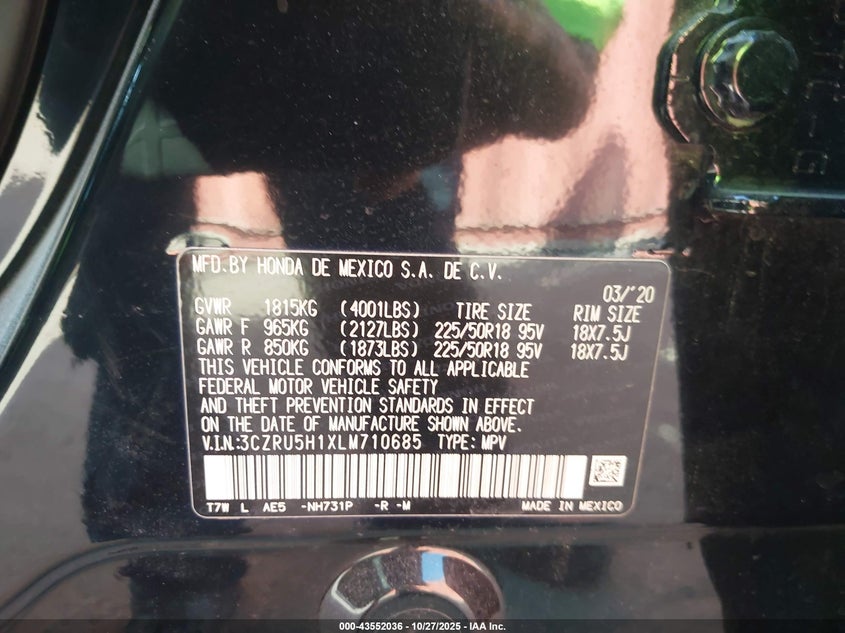 MFD. BY HONDA DE MEXICO S.A. DE C.V.
03/'20
GVWR 1815KG (4001LBS) TIRE SIZE RIM SIZE
GAWR F 965KG (2127LBS) 225/50R18 95V 18X7.5J
GAWR R 850KG (1873LBS) 225/50R18 95V 18X7.5J
THIS VEHICLE CONFORMS TO ALL APPLICABLE
FEDERAL MOTOR VEHICLE SAFETY
AND THEFT PREVENTION STANDARDS IN EFFECT
ON THE DATE OF MANUFACTURE SHOWN ABOVE.
V.I.N:3CZRU5H1XLM710685 TYPE: MPV
T7W L AE5 -NH731P -R -M MADE IN MEXICO
000-43552036 - 10/27/2025 - IAA Inc.